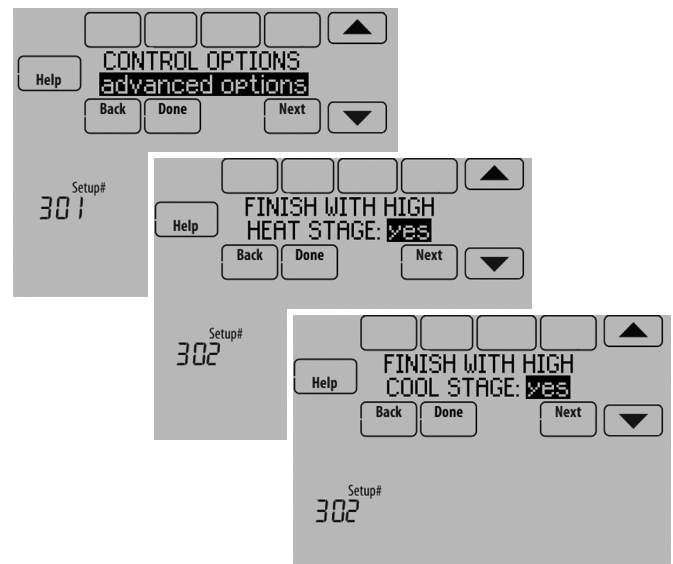 CONTROL OPTIONS
Help
advanced options
Back Done Next
Setup#
301
FINISH WITH HIGH
Help
HEAT STAGE: yes
Back Done Next
Setup#
302
FINISH WITH HIGH
Help
COOL STAGE: yes
Back Done Next
Setup#
302